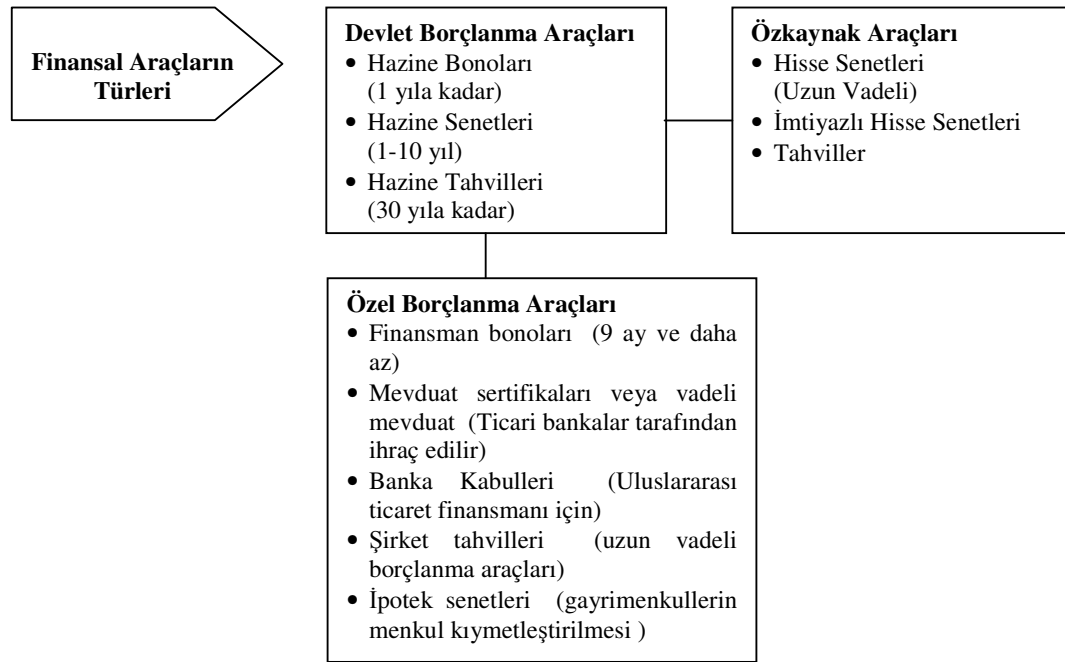 Finansal Araçların
Türleri
Devlet Borçlanma Araçları
• Hazine Bonoları
(1 yıla kadar)
• Hazine Senetleri
(1-10 yıl)
• Hazine Tahvilleri
(30 yıla kadar)
Özkaynak Araçları
• Hisse Senetleri
(Uzun Vadeli)
• İmtiyazlı Hisse Senetleri
• Tahviller
Özel Borçlanma Araçları
• Finansman bonoları (9 ay ve daha
az)
• Mevduat sertifikaları veya vadeli
mevduat (Ticari bankalar tarafından
ihraç edilir)
• Banka Kabulleri (Uluslararası
ticaret finansmanı için)
• Şirket tahvilleri (uzun vadeli
borçlanma araçları)
• İpotek senetleri (gayrimenkullerin
menkul kıymetleştirilmesi )